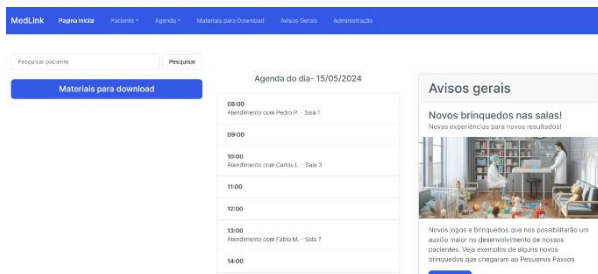 MedLink Pagina Inicial Paciente Agenda Materiais para Download Avisos Gerais Administração
Pesquisar paciente Pesquisar
Materiais para download
Agenda do dia- 15/05/2024
08:00
Atendimento com Pedro P. - Sala 1
09:00
10:00
Atendimento com Carlos L. - Sala 3
11:00
12:00
13:00
Atendimento com Fábio M. - Sala 7
14:00
Avisos gerais
Novos brinquedos nas salas!
Novas experiências para novos resultados!
Novos jogos e brinquedos que nos possibilitarão um
auxílio maior no desenvolvimento de nossos
pacientes. Veja exemplos de alguns novos
brinquedos que chegaram ao Pequenos Passos